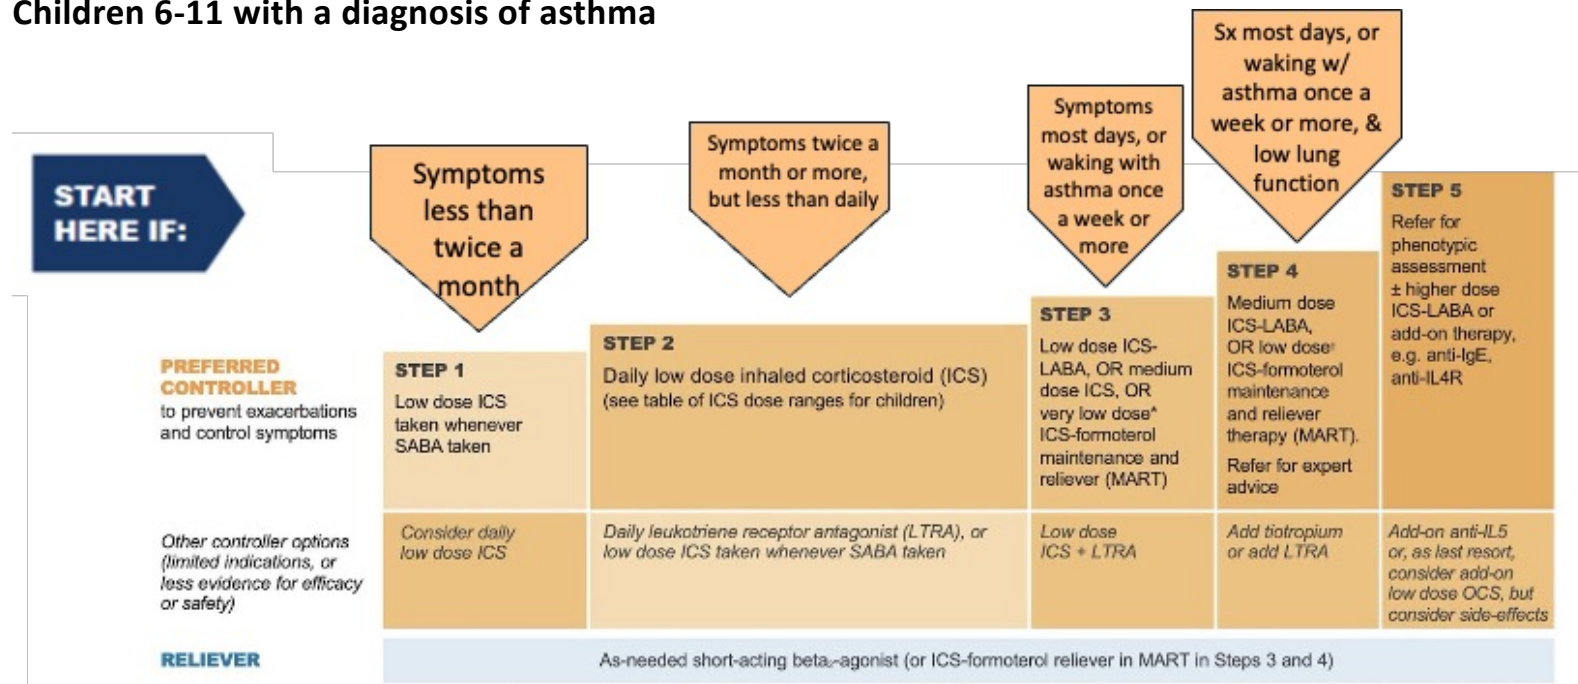 Children 6-11 with a diagnosis of asthma
START
HERE IF:
Symptoms
less than
twice a
month
Symptoms twice a
month or more,
but less than daily
Symptoms
most days, or
waking with
asthma once
a week or
more
Sx most days, or
waking w/
asthma once a
week or more, &
low lung
function
PREFERRED
CONTROLLER
to prevent exacerbations
and control symptoms
STEP 1
Low dose ICS
taken whenever
SABA taken
STEP 2
Daily low dose inhaled corticosteroid (ICS)
(see table of ICS dose ranges for children)
STEP 3
Low dose ICS-
LABA, OR medium
dose ICS, OR
very low dose*
ICS-formoterol
maintenance and
reliever (MART)
STEP 4
Medium dose
ICS-LABA,
OR low dose†
ICS-formoterol
maintenance
and reliever
therapy (MART).
Refer for expert
advice
STEP 5
Refer for
phenotypic
assessment
± higher dose
ICS-LABA or
add-on therapy,
e.g. anti-IgE,
anti-IL4R
Other controller options
(limited indications, or
less evidence for efficacy
or safety)
Consider daily
low dose ICS
Daily leukotriene receptor antagonist (LTRA), or
low dose ICS taken whenever SABA taken
Low dose
ICS + LTRA
Add tiotropium
or add LTRA
Add-on anti-IL5
or, as last resort,
consider add-on
low dose OCS, but
consider side-effects
RELIEVER
As-needed short-acting beta₂-agonist (or ICS-formoterol reliever in MART in Steps 3 and 4)